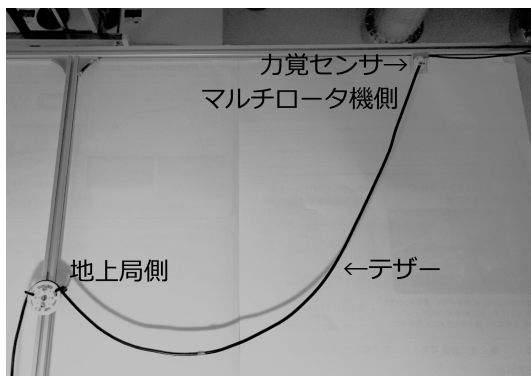 力覚センサ→
マルチロータ機側
地上局側
←テザー